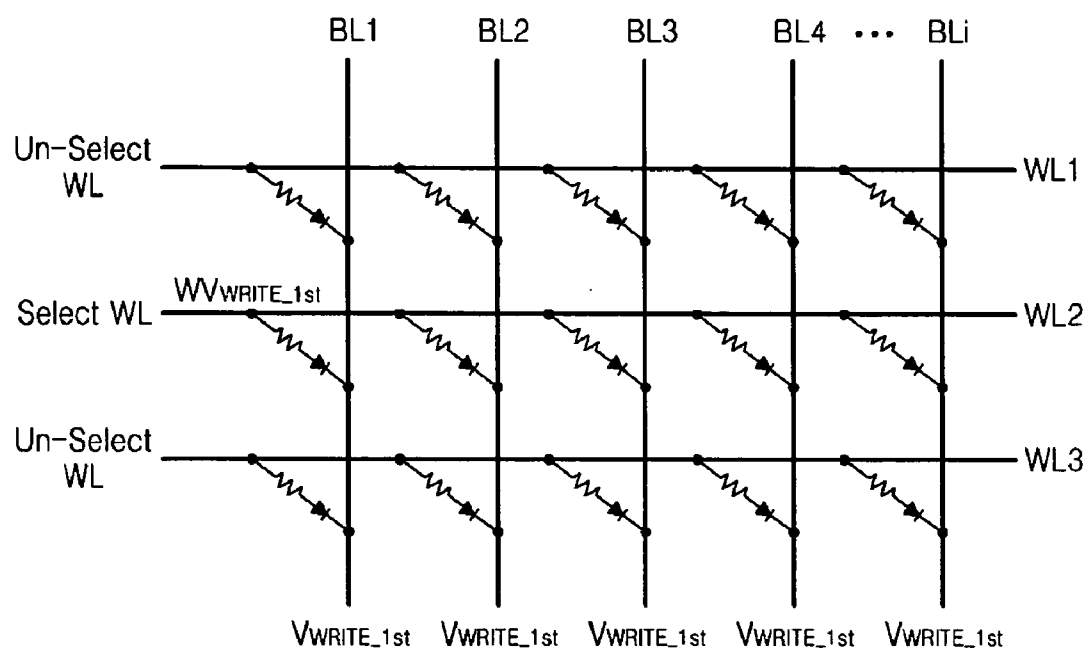 BL1 BL2 BL3 BL4 ··· BLi
Un-Select
WL
WL1
WVWRITE_1st
Select WL
WL2
Un-Select
WL
WL3
VWRITE_1st VWRITE_1st VWRITE_1st VWRITE_1st VWRITE_1st